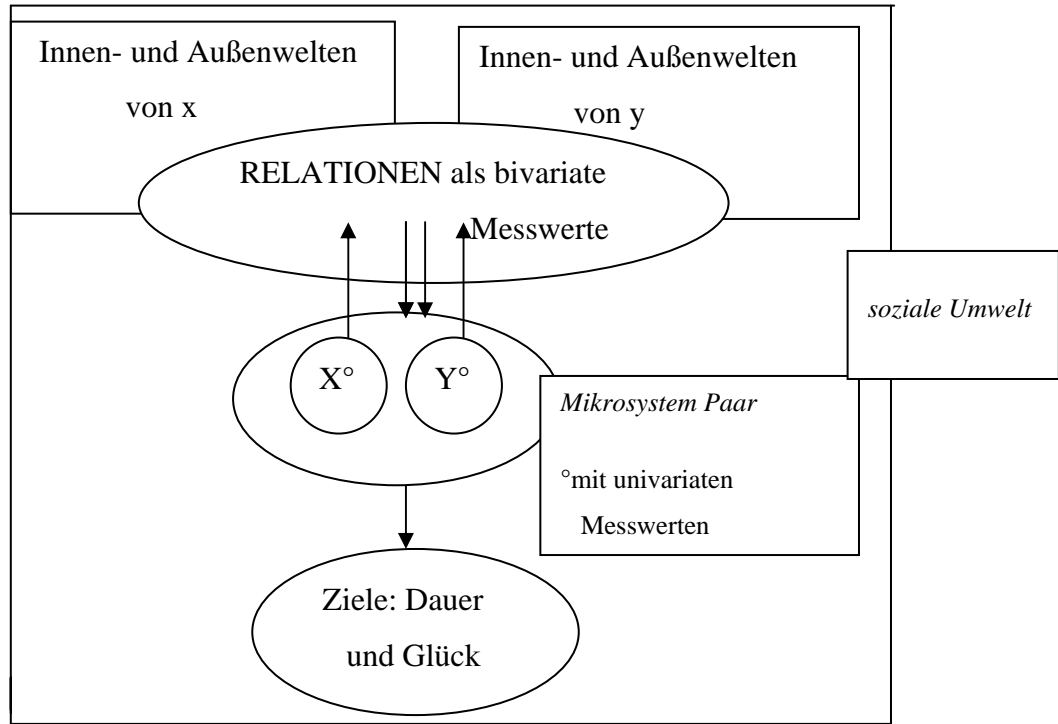 Innen- und Außenwelten
von x
Innen- und Außenwelten
von y
RELATIONEN als bivariate
Messwerte
soziale Umwelt
X°
Y°
Mikrosystem Paar
°mit univariaten
Messwerten
Ziele: Dauer
und Glück